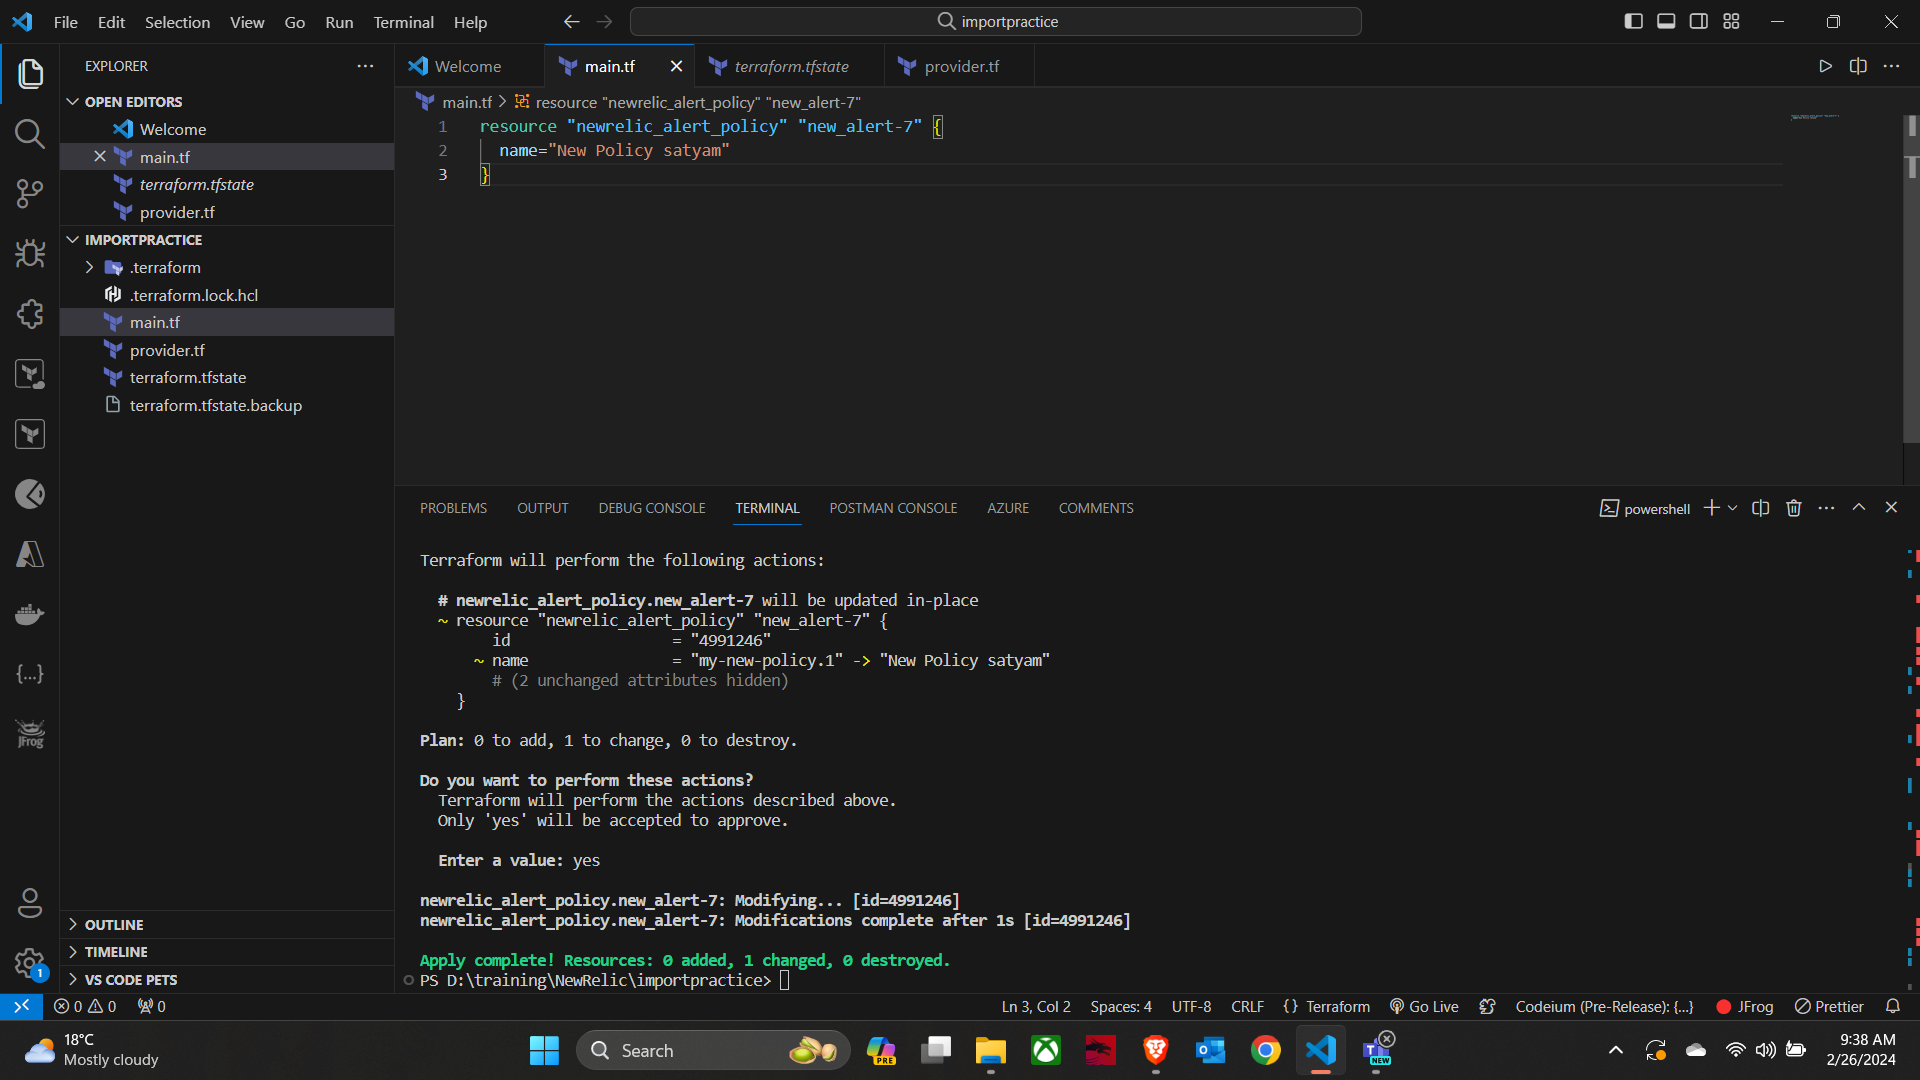 File Edit Selection View Go Run Terminal Help
importpractice
EXPLORER
OPEN EDITORS
Welcome
main.tf
terraform.tfstate
provider.tf
IMPORTPRACTICE
.terraform
.terraform.lock.hcl
main.tf
provider.tf
terraform.tfstate
terraform.tfstate.backup
OUTLINE
TIMELINE
VS CODE PETS
JFrog
1
Welcome main.tf terraform.tfstate provider.tf
main.tf > resource "newrelic_alert_policy" "new_alert-7"
1 resource "newrelic_alert_policy" "new_alert-7" {
2 name="New Policy satyam"
3 }
PROBLEMS OUTPUT DEBUG CONSOLE TERMINAL POSTMAN CONSOLE AZURE COMMENTS
powershell
Terraform will perform the following actions:
# newrelic_alert_policy.new_alert-7 will be updated in-place
~ resource "newrelic_alert_policy" "new_alert-7" {
id = "4991246"
~ name = "my-new-policy.1" -> "New Policy satyam"
# (2 unchanged attributes hidden)
}
Plan: 0 to add, 1 to change, 0 to destroy.
Do you want to perform these actions?
Terraform will perform the actions described above.
Only 'yes' will be accepted to approve.
Enter a value: yes
newrelic_alert_policy.new_alert-7: Modifying... [id=4991246]
newrelic_alert_policy.new_alert-7: Modifications complete after 1s [id=4991246]
Apply complete! Resources: 0 added, 1 changed, 0 destroyed.
PS D:\training\NewRelic\importpractice>
0 0 0 Ln 3, Col 2 Spaces: 4 UTF-8 CRLF {} Terraform Go Live Codeium (Pre-Release): {...} JFrog Prettier
18°C
Mostly cloudy
Search
PRE
NEW
9:38 AM
2/26/2024